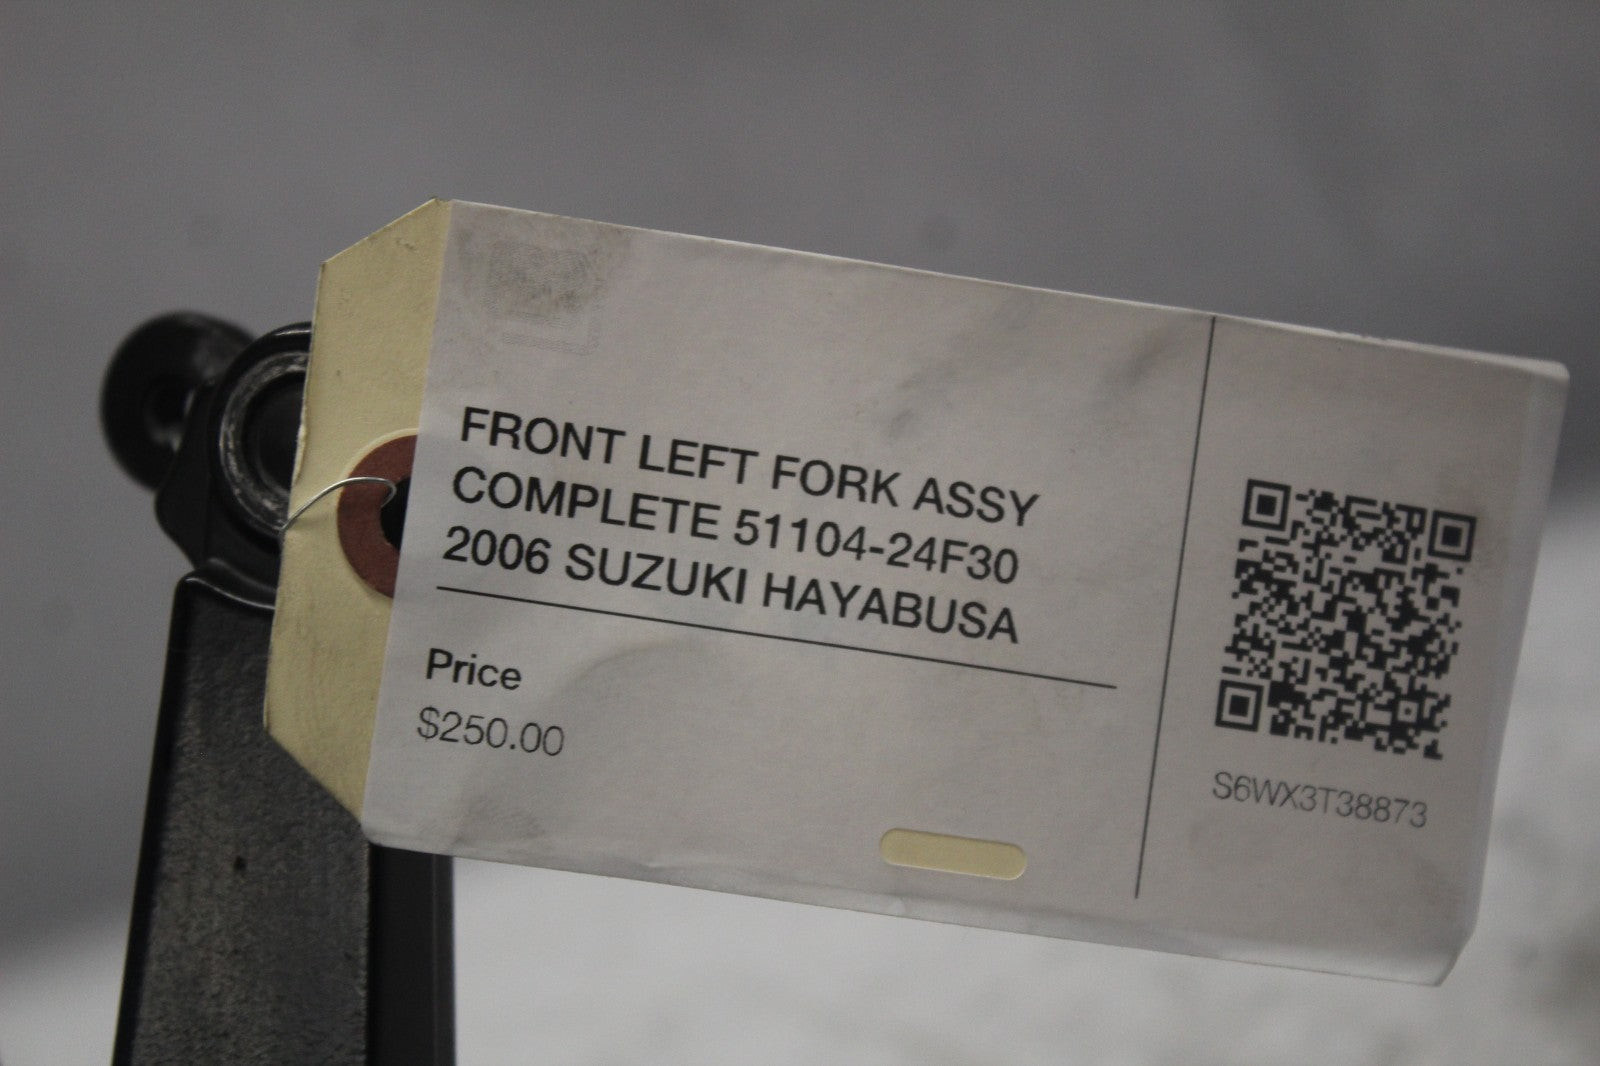 FRONT LEFT FORK ASSY
COMPLETE 51104-24F30
2006 SUZUKI HAYABUSA
Price
$250.00
S6WX3T38873